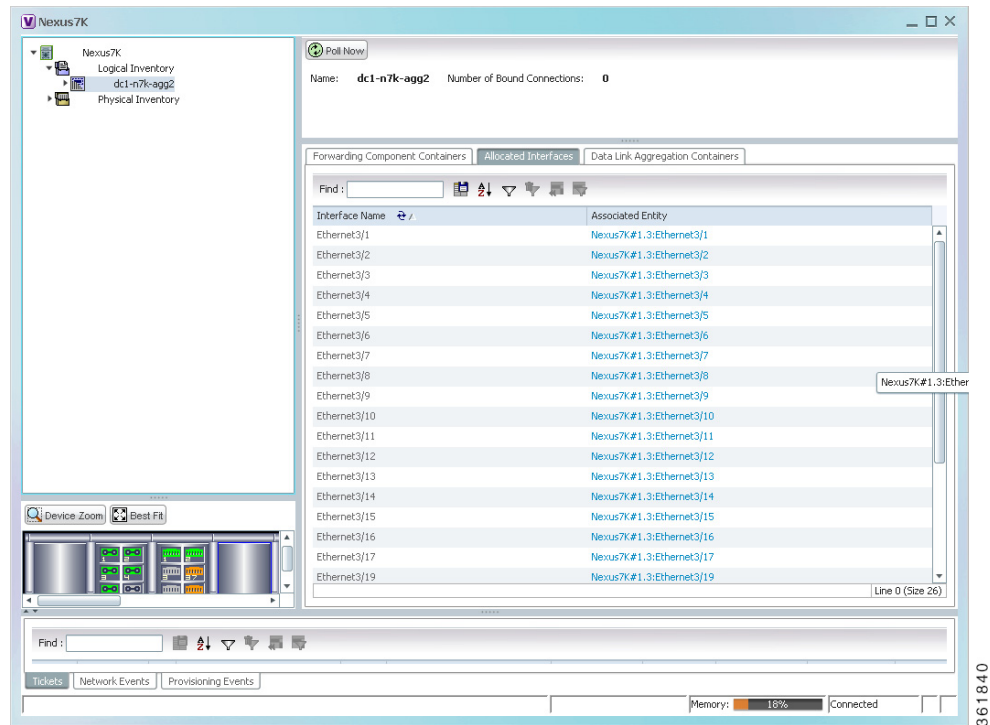 Nexus7K
Nexus7K
Logical Inventory
dc1-n7k-agg2
Physical Inventory
Poll Now
Name: dc1-n7k-agg2 Number of Bound Connections: 0
Forwarding Component Containers Allocated Interfaces Data Link Aggregation Containers
Find :
Interface Name Associated Entity
Ethernet3/1 Nexus7K#1.3:Ethernet3/1
Ethernet3/2 Nexus7K#1.3:Ethernet3/2
Ethernet3/3 Nexus7K#1.3:Ethernet3/3
Ethernet3/4 Nexus7K#1.3:Ethernet3/4
Ethernet3/5 Nexus7K#1.3:Ethernet3/5
Ethernet3/6 Nexus7K#1.3:Ethernet3/6
Ethernet3/7 Nexus7K#1.3:Ethernet3/7
Ethernet3/8 Nexus7K#1.3:Ethernet3/8
Nexus7K#1.3:Ether
Ethernet3/9 Nexus7K#1.3:Ethernet3/9
Ethernet3/10 Nexus7K#1.3:Ethernet3/10
Ethernet3/11 Nexus7K#1.3:Ethernet3/11
Ethernet3/12 Nexus7K#1.3:Ethernet3/12
Ethernet3/13 Nexus7K#1.3:Ethernet3/13
Ethernet3/14 Nexus7K#1.3:Ethernet3/14
Ethernet3/15 Nexus7K#1.3:Ethernet3/15
Ethernet3/16 Nexus7K#1.3:Ethernet3/16
Ethernet3/17 Nexus7K#1.3:Ethernet3/17
Ethernet3/19 Nexus7K#1.3:Ethernet3/19
Line 0 (Size 26)
Device Zoom Best Fit
Find :
Tickets Network Events Provisioning Events
Memory: 18% Connected
361840